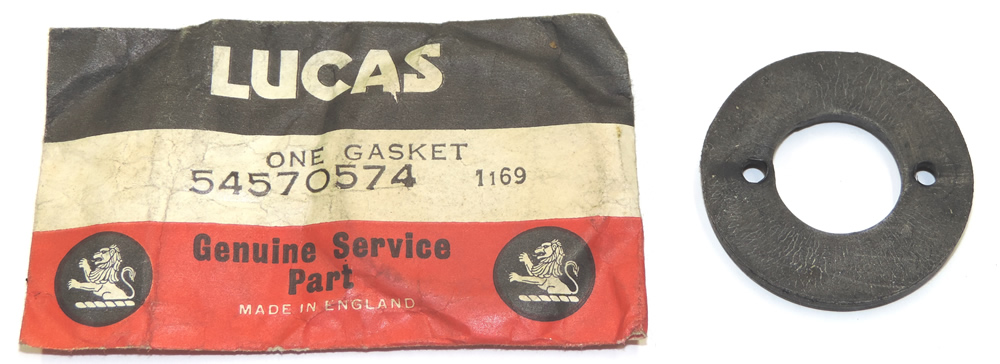 LUCAS
ONE GASKET
54570574 1169
Genuine Service
Part
MADE IN ENGLAND